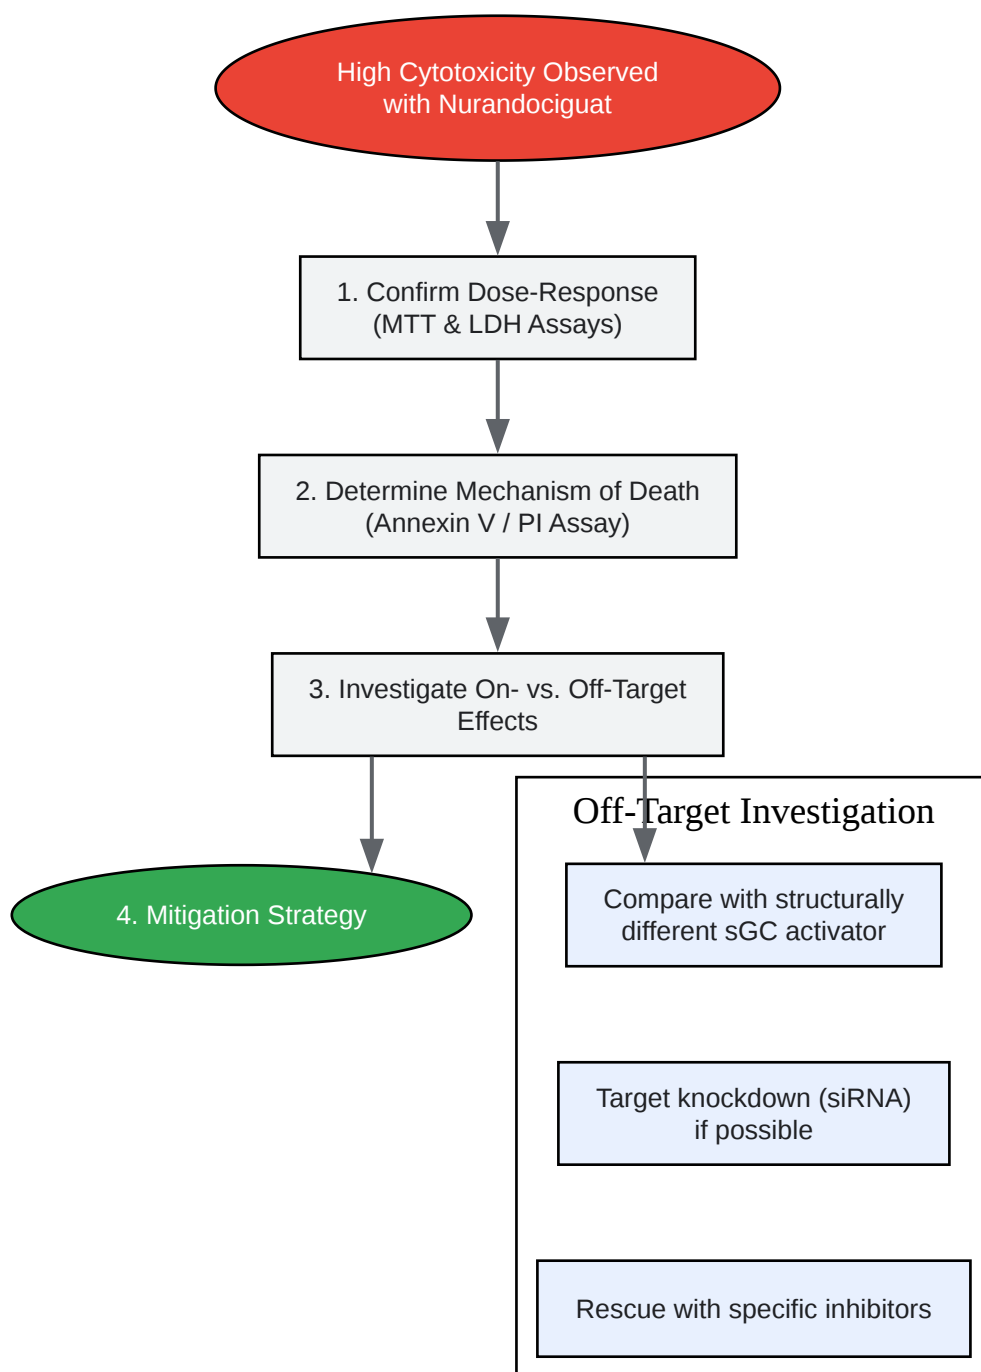 High Cytotoxicity Observed
with Nurandociguat
1. Confirm Dose-Response
(MTT & LDH Assays)
2. Determine Mechanism of Death
(Annexin V / PI Assay)
3. Investigate On- vs. Off-Target
Effects
Off-Target Investigation
4. Mitigation Strategy
Compare with structurally
different sGC activator
Target knockdown (siRNA)
if possible
Rescue with specific inhibitors